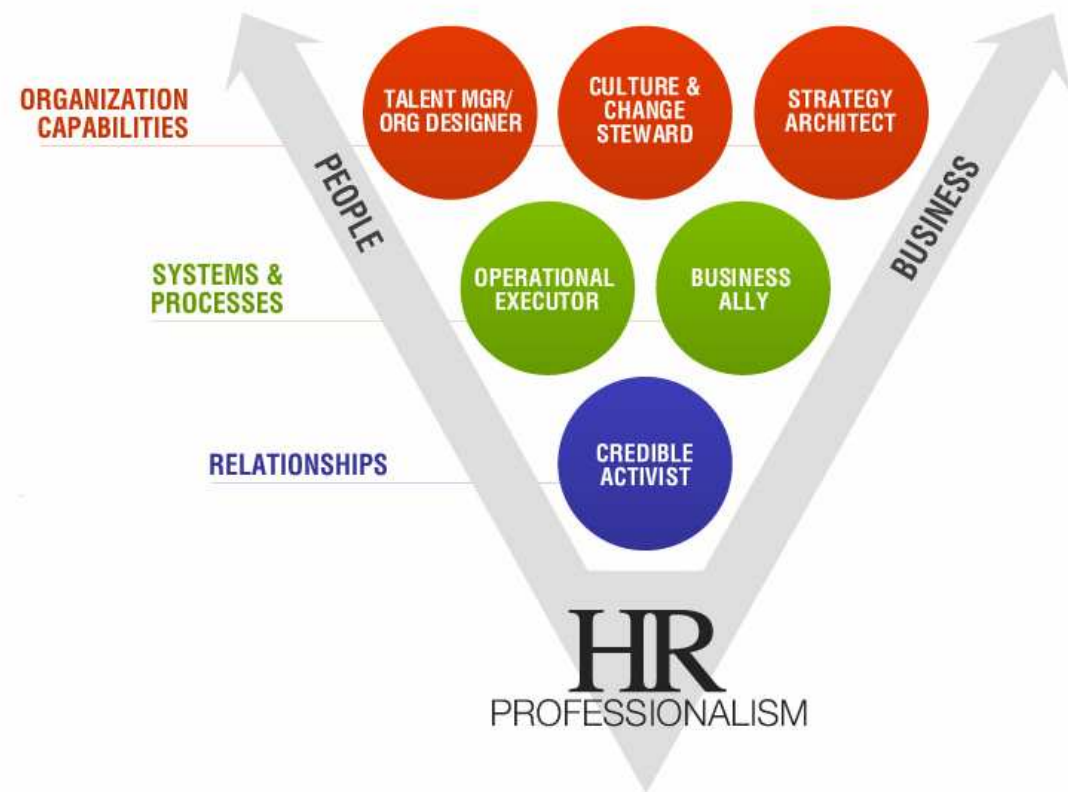 ORGANIZATION
CAPABILITIES
TALENT MGR/
ORG DESIGNER
CULTURE &
CHANGE
STEWARD
STRATEGY
ARCHITECT
PEOPLE
BUSINESS
SYSTEMS &
PROCESSES
OPERATIONAL
EXECUTOR
BUSINESS
ALLY
RELATIONSHIPS
CREDIBLE
ACTIVIST
HR
PROFESSIONALISM